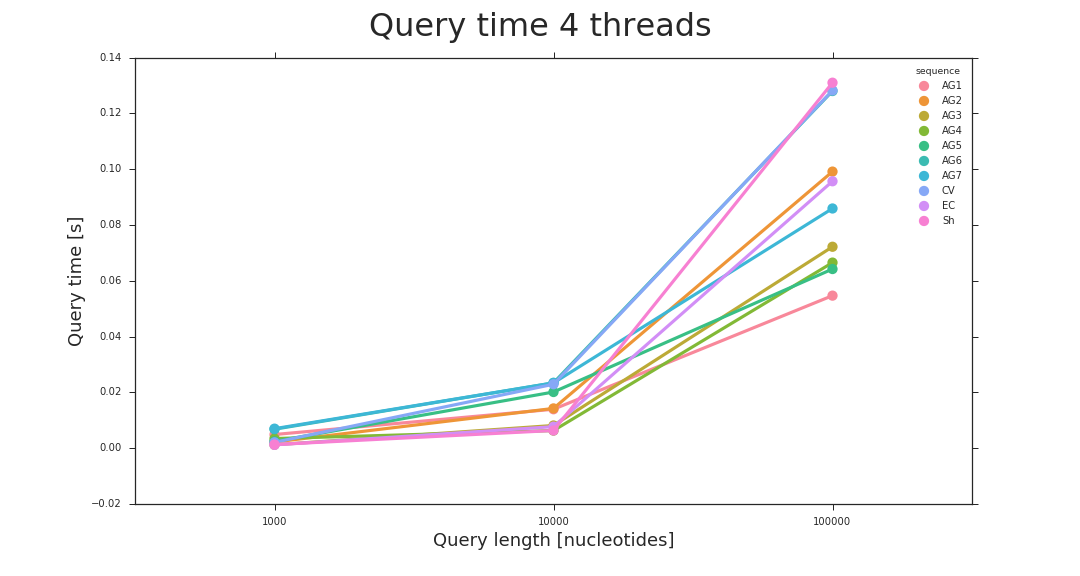 Query time 4 threads
0.14
0.12
0.10
0.08
0.06
0.04
0.02
0.00
−0.02
Query time [s]
sequence
AG1
AG2
AG3
AG4
AG5
AG6
AG7
CV
EC
Sh
1000
10000
100000
Query length [nucleotides]